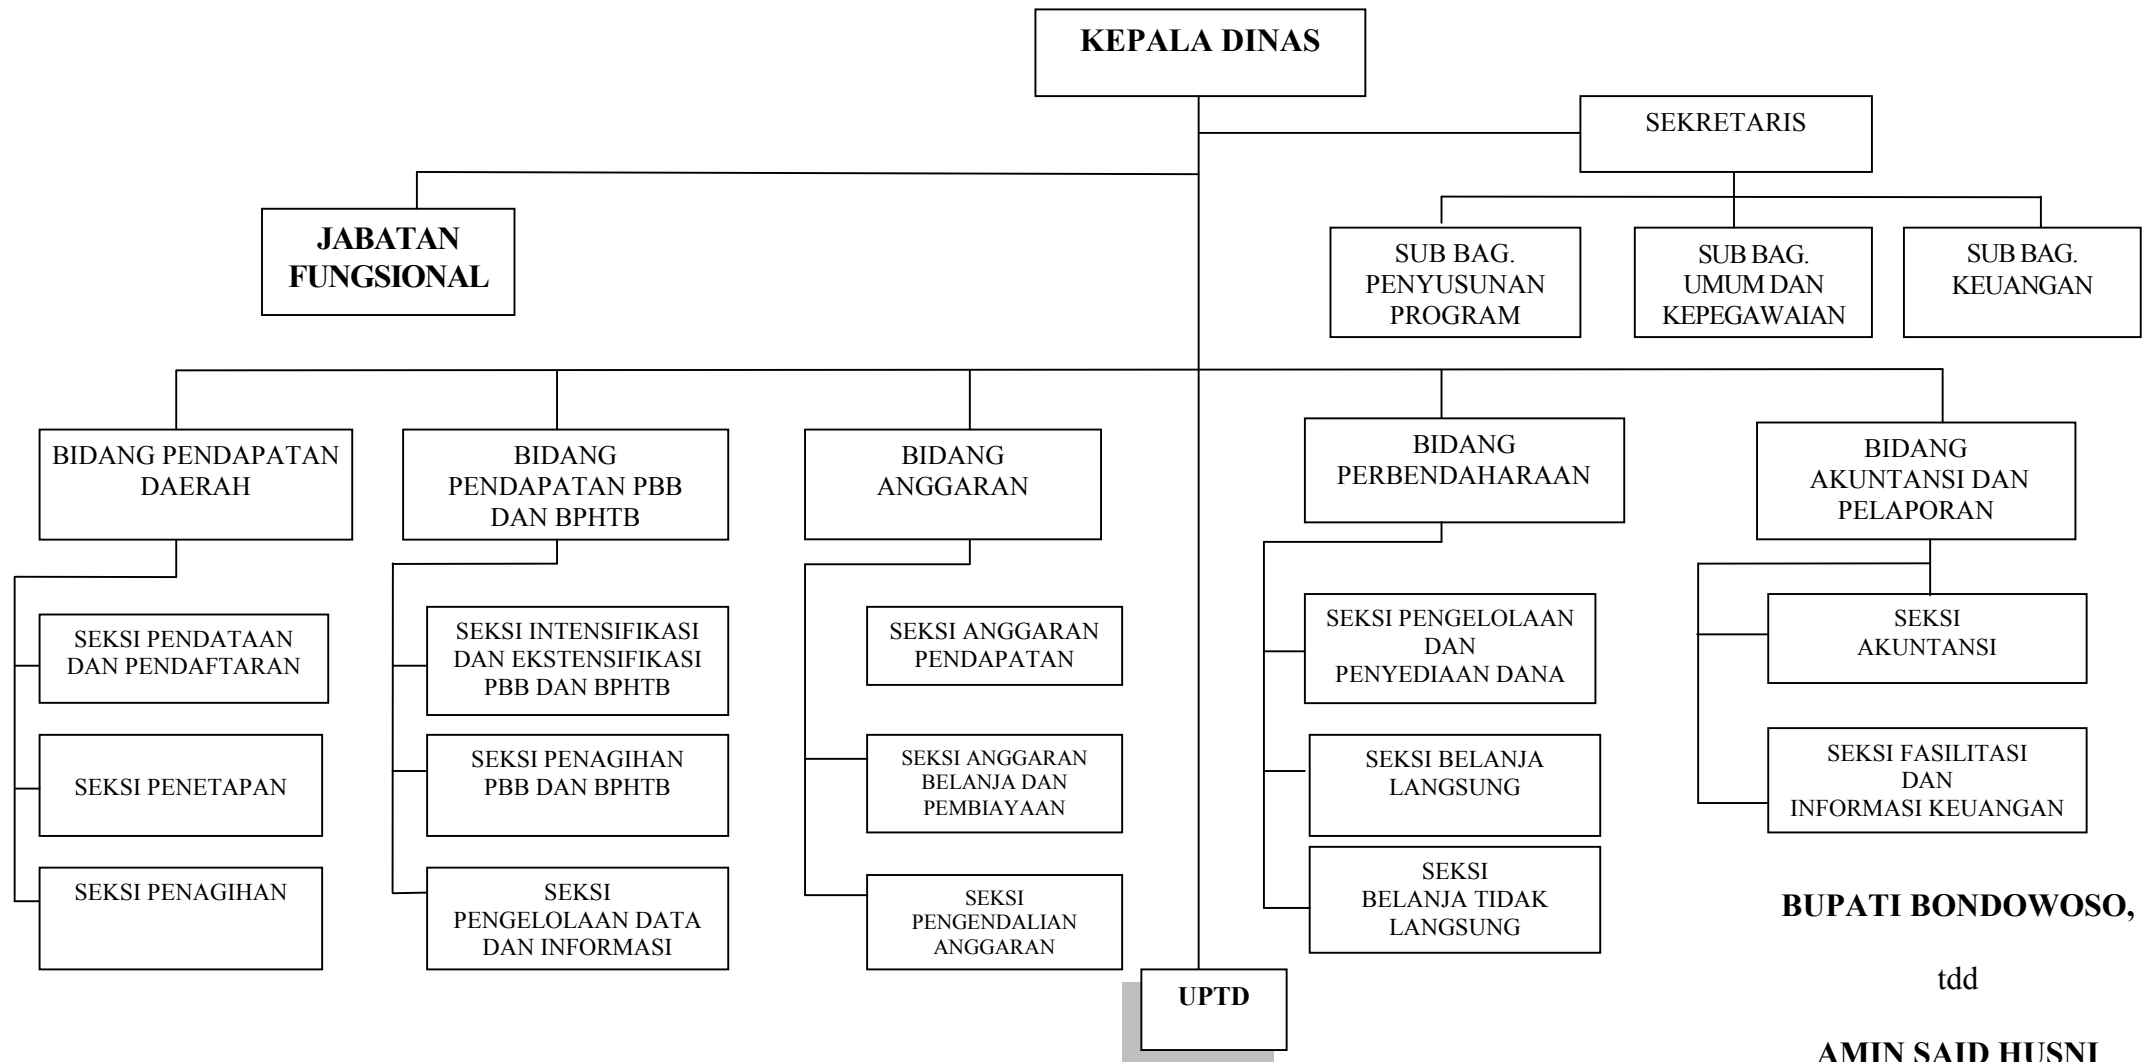 KEPALA DINAS
SEKRETARIS
JABATAN
FUNGSIONAL
SUB BAG.
PENYUSUNAN
PROGRAM
SUB BAG.
UMUM DAN
KEPEGAWAIAN
SUB BAG.
KEUANGAN
BIDANG PENDAPATAN
DAERAH
BIDANG
PENDAPATAN PBB
DAN BPHTB
BIDANG
ANGGARAN
BIDANG
PERBENDAHARAAN
BIDANG
AKUNTANSI DAN
PELAPORAN
SEKSI PENDATAAN
DAN PENDAFTARAN
SEKSI INTENSIFIKASI
DAN EKSTENSIFIKASI
PBB DAN BPHTB
SEKSI ANGGARAN
PENDAPATAN
SEKSI PENGELOLAAN
DAN
PENYEDIAAN DANA
SEKSI
AKUNTANSI
SEKSI PENETAPAN
SEKSI PENAGIHAN
PBB DAN BPHTB
SEKSI ANGGARAN
BELANJA DAN
PEMBIAYAAN
SEKSI BELANJA
LANGSUNG
SEKSI FASILITASI
DAN
INFORMASI KEUANGAN
SEKSI PENAGIHAN
SEKSI
PENGELOLAAN DATA
DAN INFORMASI
SEKSI
PENGENDALIAN
ANGGARAN
SEKSI
BELANJA TIDAK
LANGSUNG
UPTD
BUPATI BONDOWOSO,
tdd
AMIN SAID HUSNI